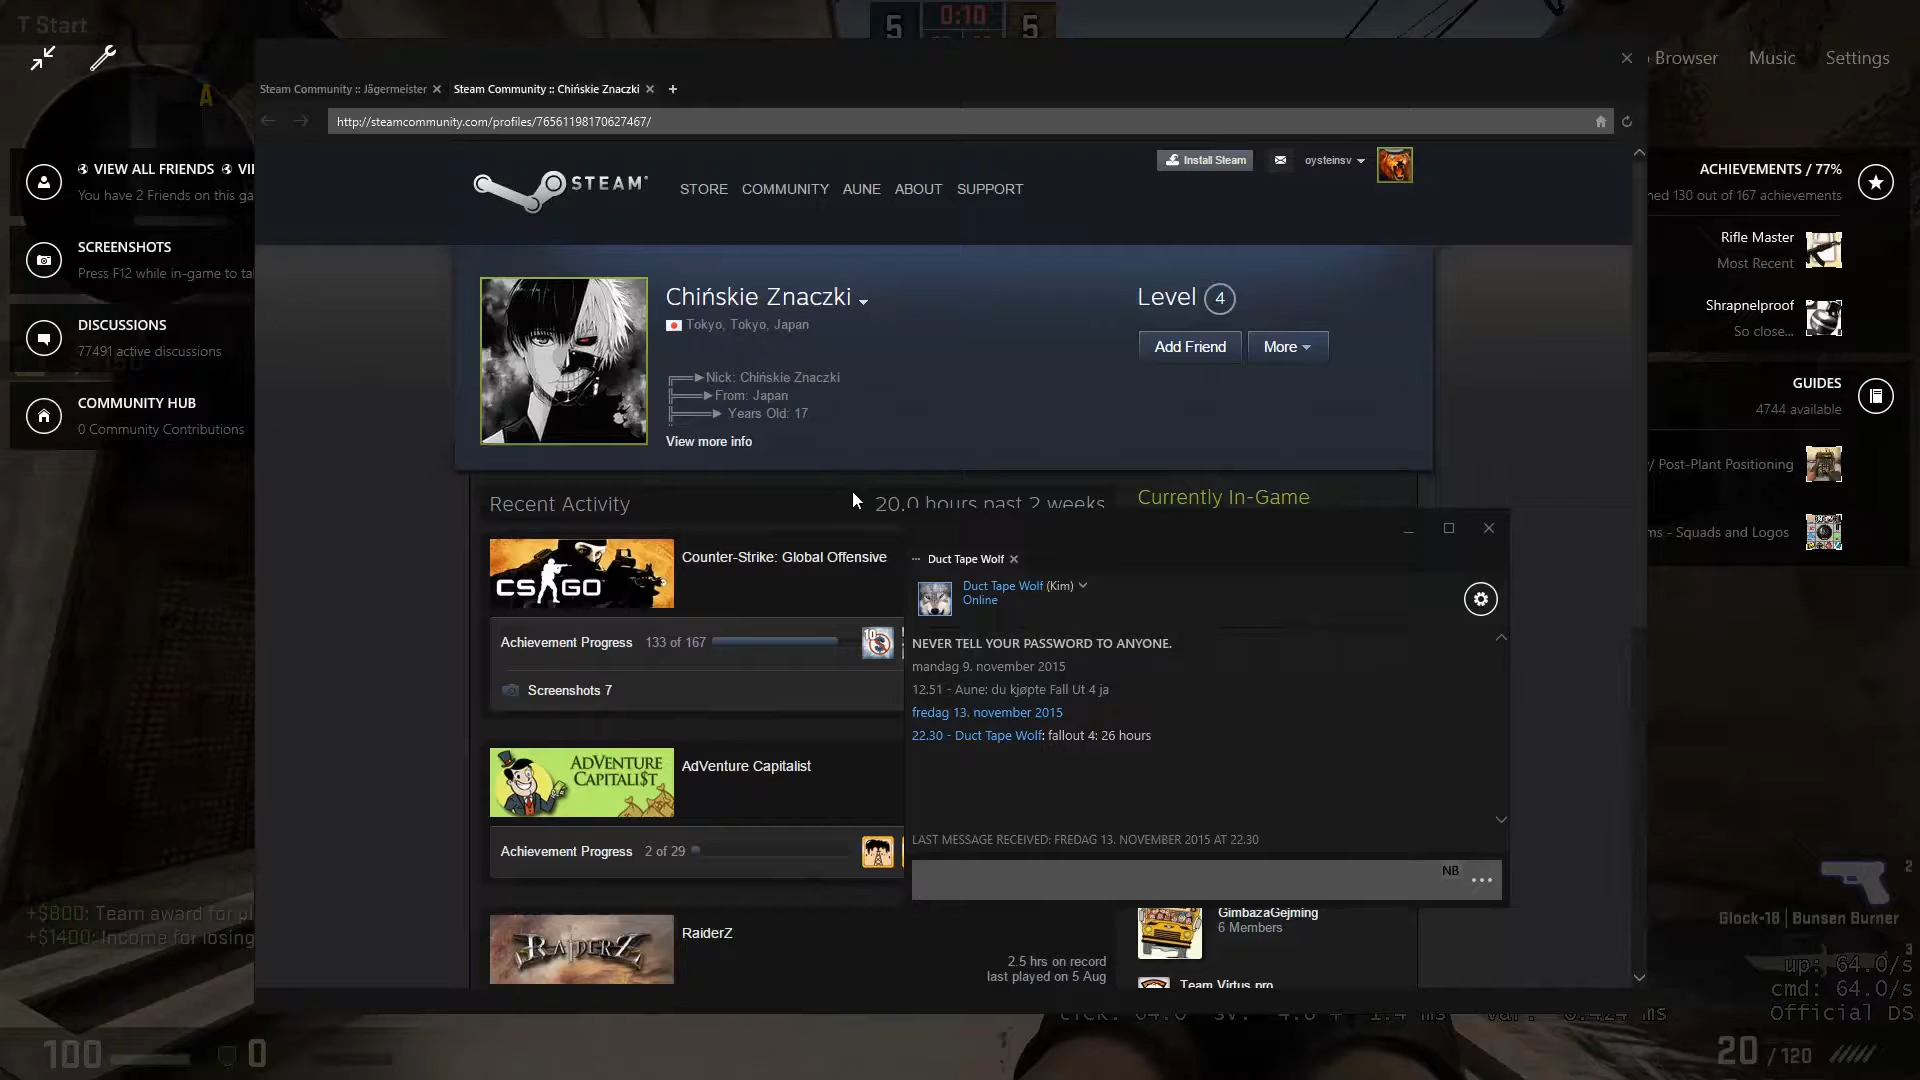 T Start
5 0:10 5
Browser Music Settings
Steam Community :: Jägermeister
Steam Community :: Chińskie Znaczki
http://steamcommunity.com/profiles/76561198170627467/
VIEW ALL FRIENDS VI
You have 2 Friends on this ga
SCREENSHOTS
Press F12 while in-game to ta
DISCUSSIONS
77491 active discussions
COMMUNITY HUB
0 Community Contributions
Install Steam
oysteinsv
STEAM
STORE COMMUNITY AUNE ABOUT SUPPORT
Chińskie Znaczki
Tokyo, Tokyo, Japan
Nick: Chińskie Znaczki
From: Japan
Years Old: 17
View more info
Level 4
Add Friend
More
ACHIEVEMENTS / 77%
ned 130 out of 167 achievements
Rifle Master
Most Recent
Shrapnelproof
So close...
GUIDES
4744 available
/ Post-Plant Positioning
ms - Squads and Logos
Recent Activity
20.0 hours past 2 weeks
Currently In-Game
CS GO
Counter-Strike: Global Offensive
Achievement Progress 133 of 167
Screenshots 7
ADVENTURE CAPITALI$T
AdVenture Capitalist
Achievement Progress 2 of 29
RAIDERZ
RaiderZ
2.5 hrs on record
last played on 5 Aug
Duct Tape Wolf
Duct Tape Wolf (Kim)
Online
NEVER TELL YOUR PASSWORD TO ANYONE.
mandag 9. november 2015
12.51 - Aune: du kjøpte Fall Ut 4 ja
fredag 13. november 2015
22.30 - Duct Tape Wolf: fallout 4: 26 hours
LAST MESSAGE RECEIVED: FREDAG 13. NOVEMBER 2015 AT 22.30
NB
GimbazaGejming
6 Members
Team Virtus.pro
+$800: Team award for pl
+$1400: Income for losing
100 0
2
Glock-18 | Bunsen Burner
3
up: 64.0/s
cmd: 64.0/s
Official DS
20 / 120